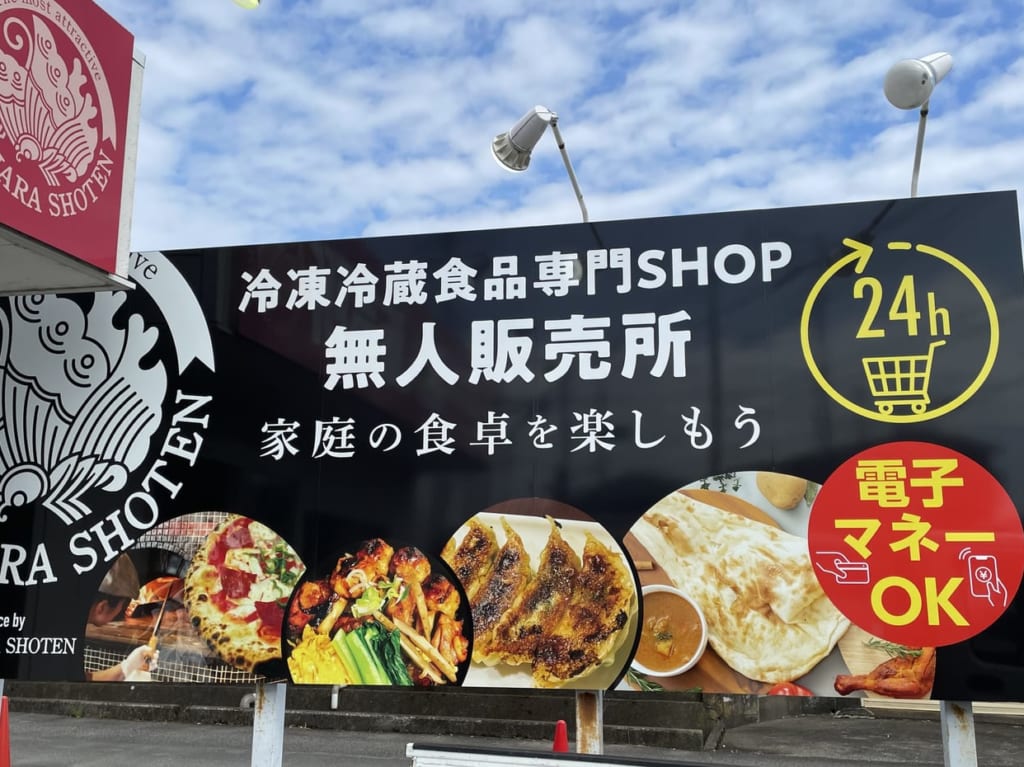 The most attractive
ARA SHOTEN
冷凍冷蔵食品専門SHOP
無人販売所
家庭の食卓を楽しもう
24h
ARA SHOTEN
by
SHOTEN
電子
マネー
OK